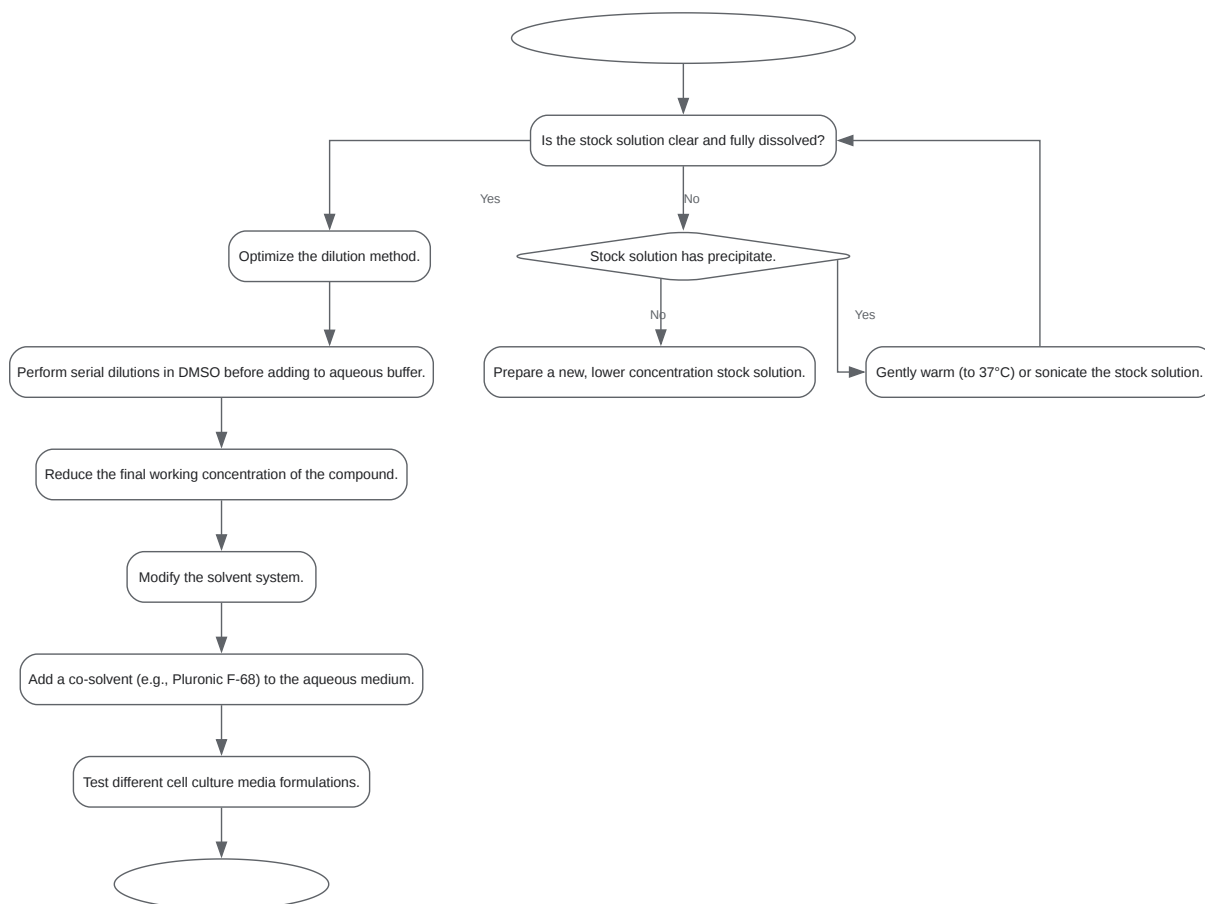 Is the stock solution clear and fully dissolved?
Yes
No
Optimize the dilution method.
Stock solution has precipitate.
No
Yes
Perform serial dilutions in DMSO before adding to aqueous buffer.
Prepare a new, lower concentration stock solution.
Gently warm (to 37°C) or sonicate the stock solution.
Reduce the final working concentration of the compound.
Modify the solvent system.
Add a co-solvent (e.g., Pluronic F-68) to the aqueous medium.
Test different cell culture media formulations.